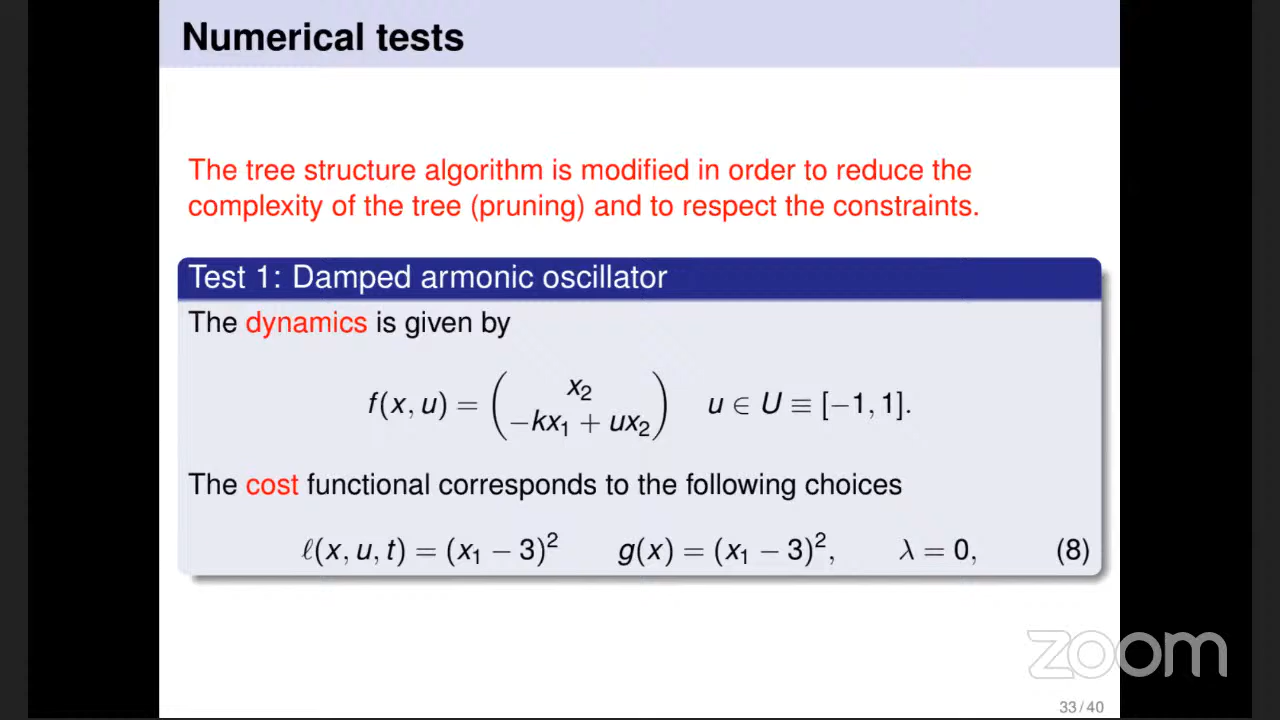 Numerical tests
The tree structure algorithm is modified in order to reduce the
complexity of the tree (pruning) and to respect the constraints.
Test 1: Damped armonic oscillator
The dynamics is given by
f(x, u) = ( x₂ −kx₁ + ux₂ ) u ∈ U ≡ [−1, 1].
The cost functional corresponds to the following choices
ℓ(x, u, t) = (x₁ − 3)² g(x) = (x₁ − 3)², λ = 0, (8)
zoom
33 / 40